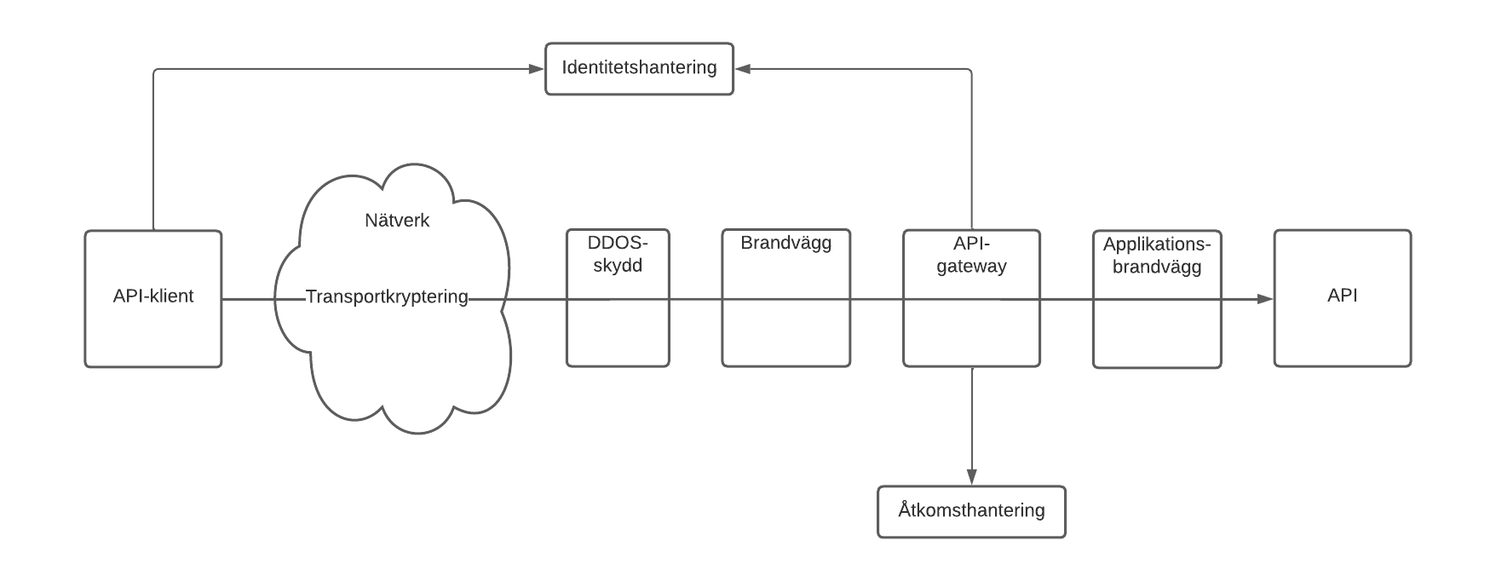 Identitetshantering
Nätverk
DDOS-
skydd
Brandvägg
API-
gateway
Applikations-
brandvägg
API-klient
Transportkryptering
API
Åtkomsthantering